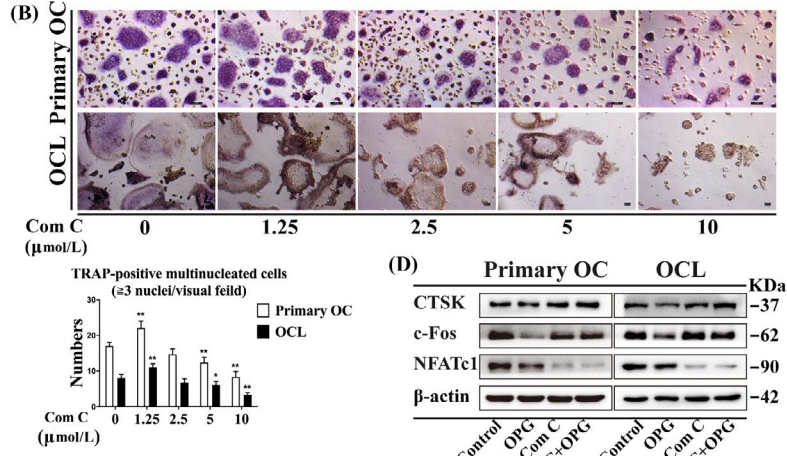 (B)
Primary OC
OCL
Com C 0 1.25 2.5 5 10
(μmol/L)
TRAP-positive multinucleated cells
(≧3 nuclei/visual feild)
Numbers
30
20
10
0
** ** ** * ** **
Primary OC
OCL
Com C 0 1.25 2.5 5 10
(μmol/L)
(D)
Primary OC OCL
KDa
CTSK -37
c-Fos -62
NFATc1 -90
β-actin -42
Control OPG Com C +OPG Control OPG Com C +OPG